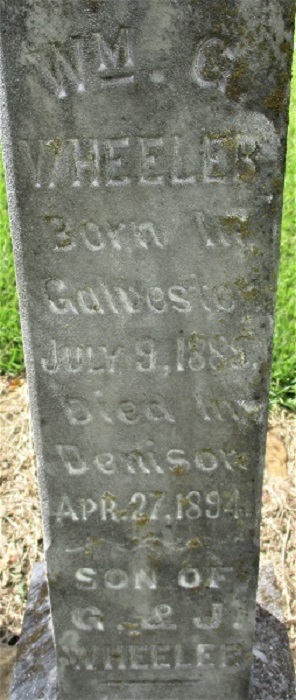 WM. G.
WHEELER
Born In
Galveston
JULY 9, 1885.
Died In
Denison
APR. 27. 1894.
SON OF
G. & J.
WHEELER